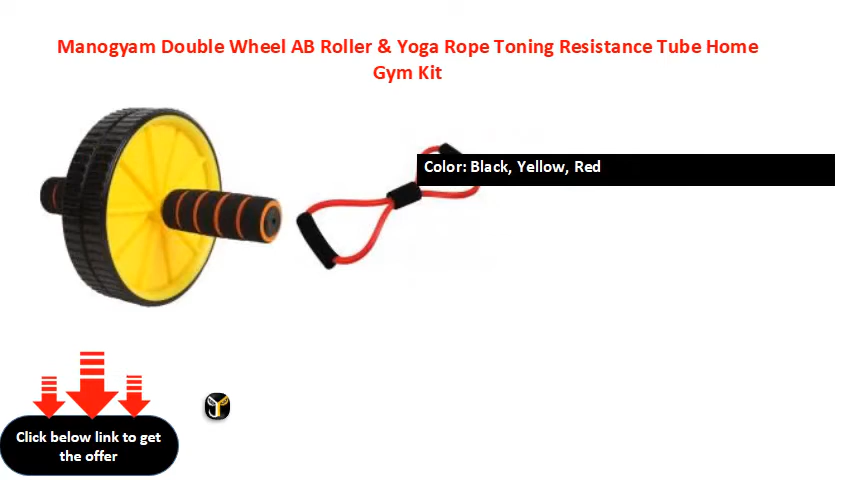 Manogyam Double Wheel AB Roller & Yoga Rope Toning Resistance Tube Home
Gym Kit
Color: Black, Yellow, Red
Click below link to get
the offer